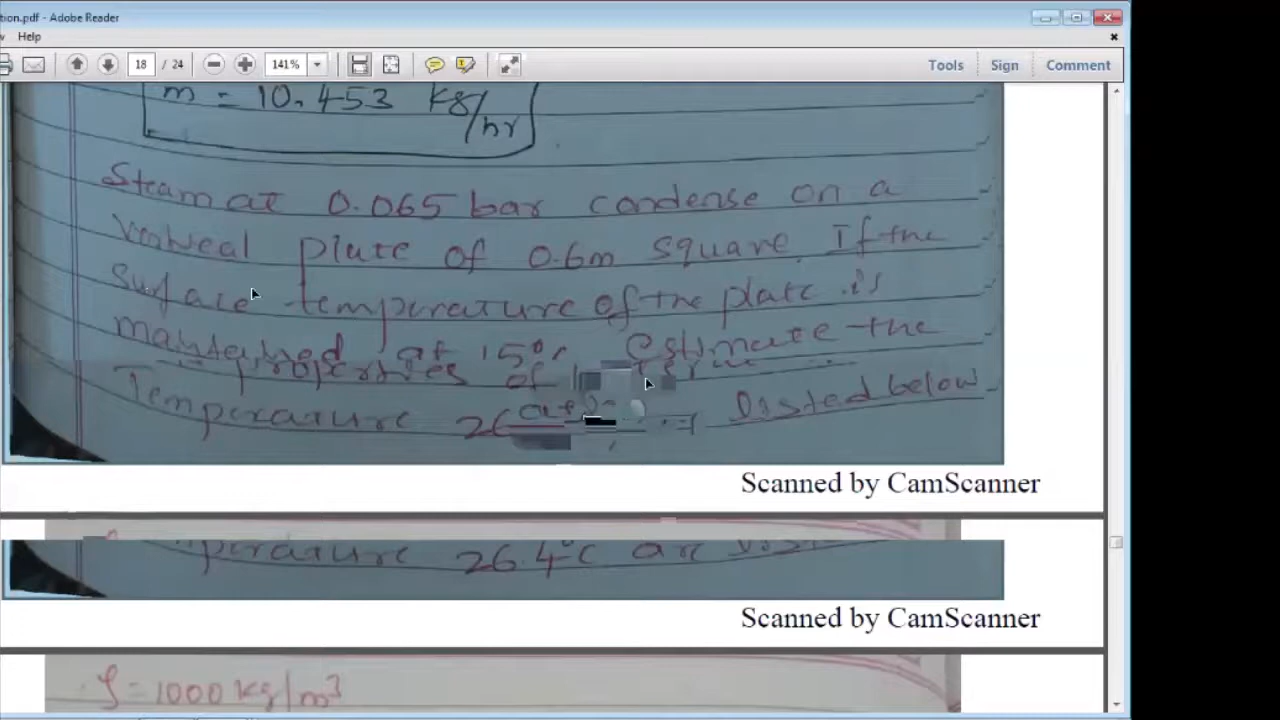 tion.pdf - Adobe Reader
Help
18 / 24 141% Tools Sign Comment
m = 10.453 kg/hr
Steam at 0.065 bar condense on a
Vertical plate of 0.6m square. If the
surface temperature of the plate is
maintained at 15°c estimate the
properties of
Temperature 26 listed below
Scanned by CamScanner
26.4°C are
Scanned by CamScanner
ρ = 1000 kg/m³